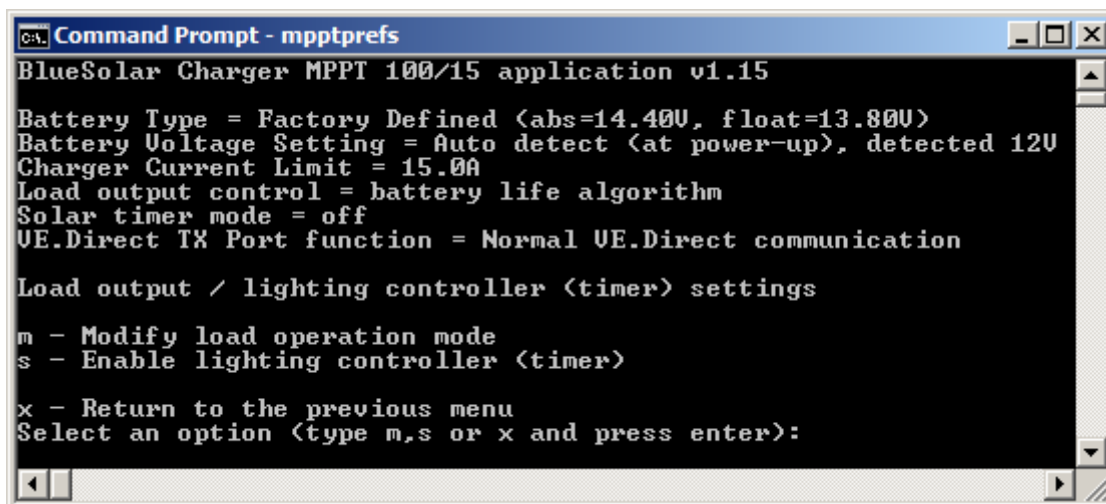 Command Prompt - mpptprefs
BlueSolar Charger MPPT 100/15 application v1.15
Battery Type = Factory Defined (abs=14.40V, float=13.80V)
Battery Voltage Setting = Auto detect (at power-up), detected 12V
Charger Current Limit = 15.0A
Load output control = battery life algorithm
Solar timer mode = off
VE.Direct TX Port function = Normal VE.Direct communication
Load output / lighting controller (timer) settings
m - Modify load operation mode
s - Enable lighting controller (timer)
x - Return to the previous menu
Select an option (type m,s or x and press enter):